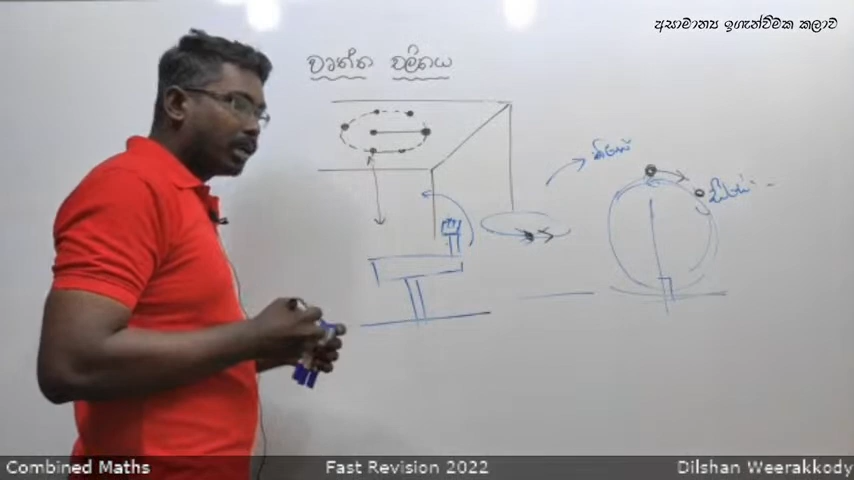 අසාමාන්‍ය ඉගැන්වීමක කලාව
වෘත්ත චලිතය
Combined Maths
Fast Revision 2022
Dilshan Weerakkody